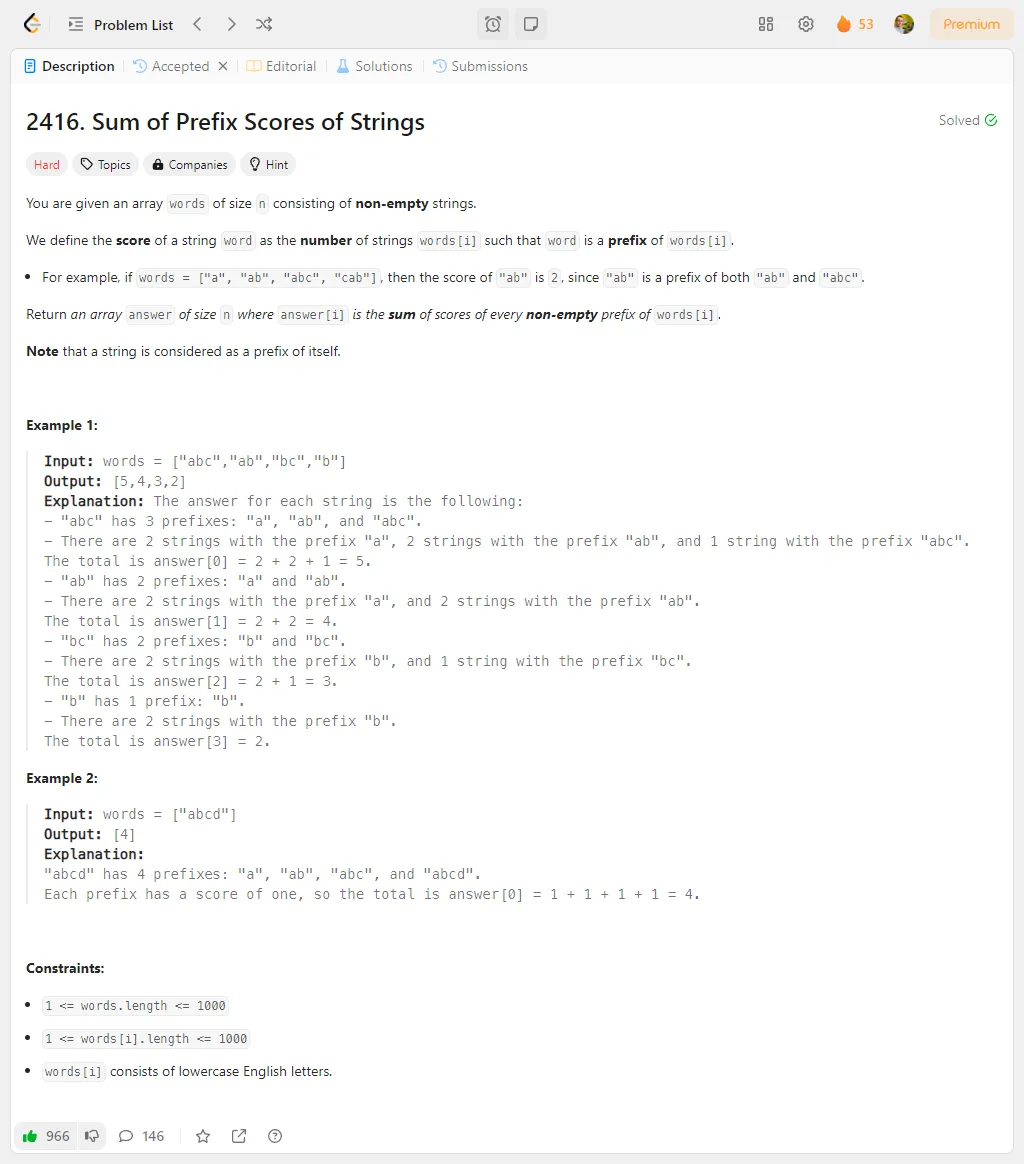 Problem List
53
Premium
Description
Accepted
Editorial
Solutions
Submissions
2416. Sum of Prefix Scores of Strings
Solved
Hard
Topics
Companies
Hint
You are given an array words of size n consisting of non-empty strings.
We define the score of a string word as the number of strings words[i] such that word is a prefix of words[i].
• For example, if words = ["a", "ab", "abc", "cab"], then the score of "ab" is 2, since "ab" is a prefix of both "ab" and "abc".
Return an array answer of size n where answer[i] is the sum of scores of every non-empty prefix of words[i].
Note that a string is considered as a prefix of itself.
Example 1:
Input: words = ["abc","ab","bc","b"]
Output: [5,4,3,2]
Explanation: The answer for each string is the following:
- "abc" has 3 prefixes: "a", "ab", and "abc".
- There are 2 strings with the prefix "a", 2 strings with the prefix "ab", and 1 string with the prefix "abc".
The total is answer[0] = 2 + 2 + 1 = 5.
- "ab" has 2 prefixes: "a" and "ab".
- There are 2 strings with the prefix "a", and 2 strings with the prefix "ab".
The total is answer[1] = 2 + 2 = 4.
- "bc" has 2 prefixes: "b" and "bc".
- There are 2 strings with the prefix "b", and 1 string with the prefix "bc".
The total is answer[2] = 2 + 1 = 3.
- "b" has 1 prefix: "b".
- There are 2 strings with the prefix "b".
The total is answer[3] = 2.
Example 2:
Input: words = ["abcd"]
Output: [4]
Explanation:
"abcd" has 4 prefixes: "a", "ab", "abc", and "abcd".
Each prefix has a score of one, so the total is answer[0] = 1 + 1 + 1 + 1 = 4.
Constraints:
• 1 <= words.length <= 1000
• 1 <= words[i].length <= 1000
• words[i] consists of lowercase English letters.
966
146